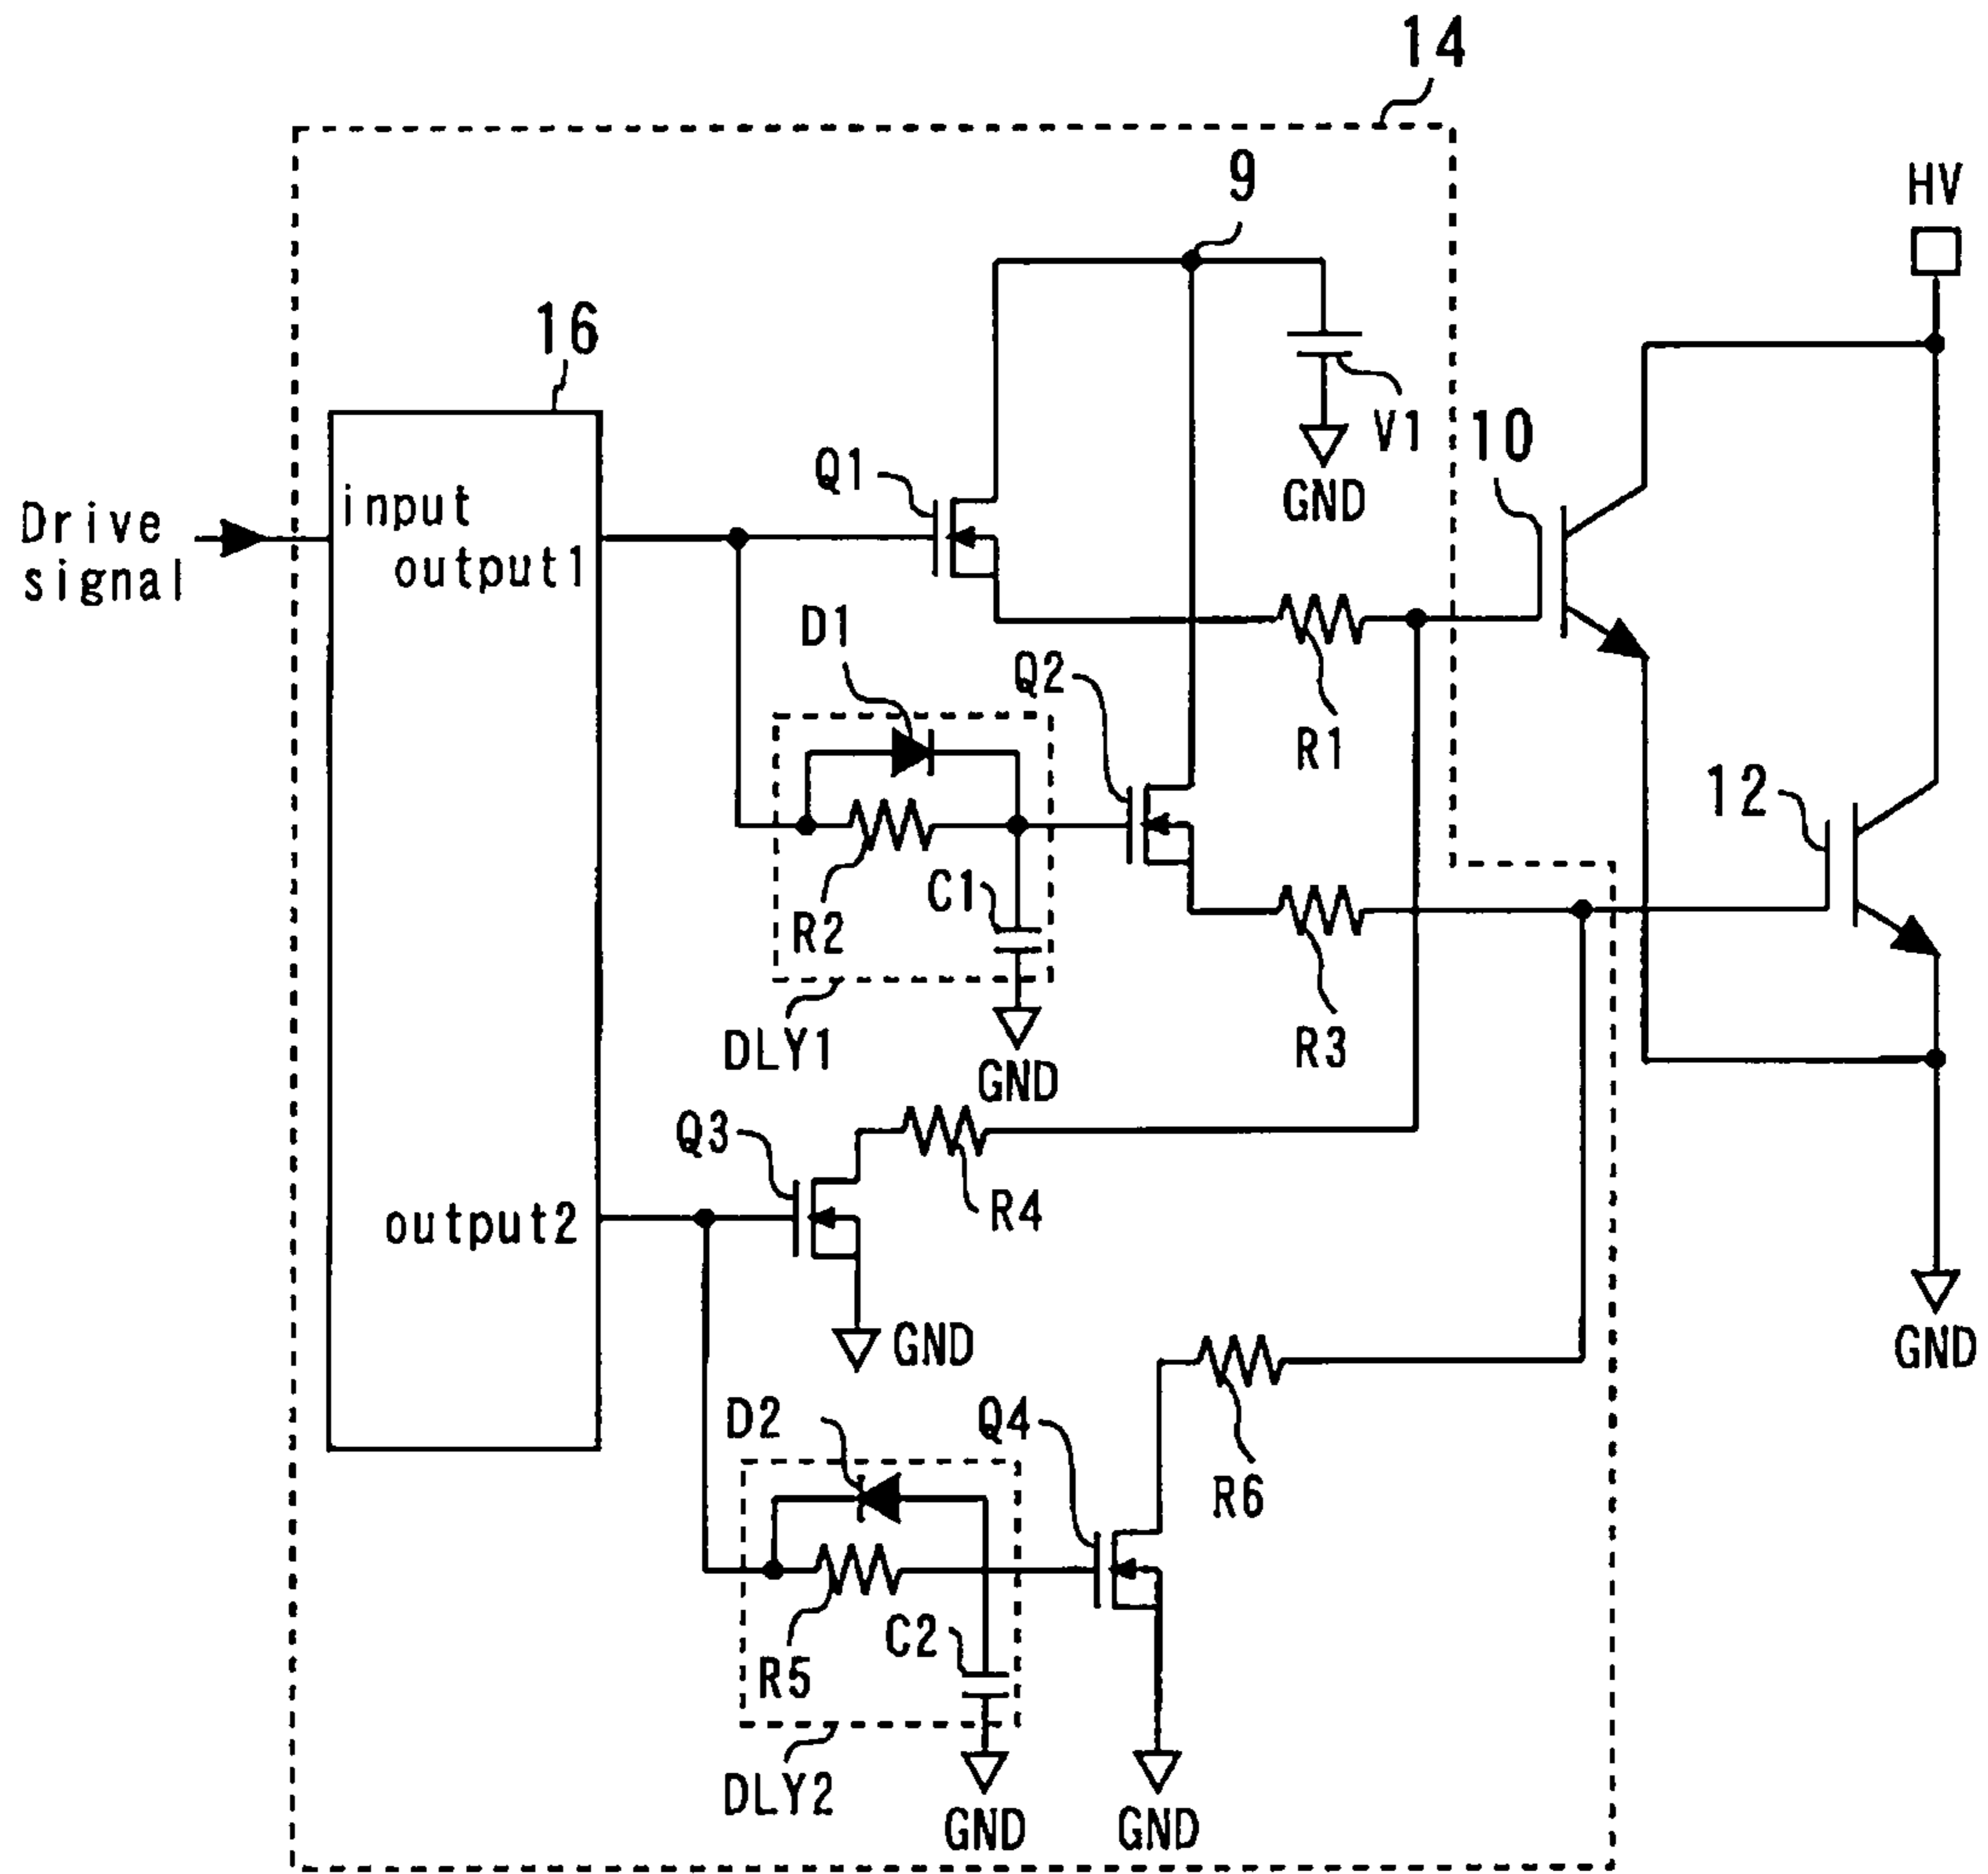 14
9
HV
16
V1
10
Q1
GND
Drive
signal
input
output1
D1
Q2
R1
12
C1
R2
DLY1
R3
GND
Q3
R4
output2
GND
GND
D2
Q4
R6
C2
R5
DLY2
GND
GND